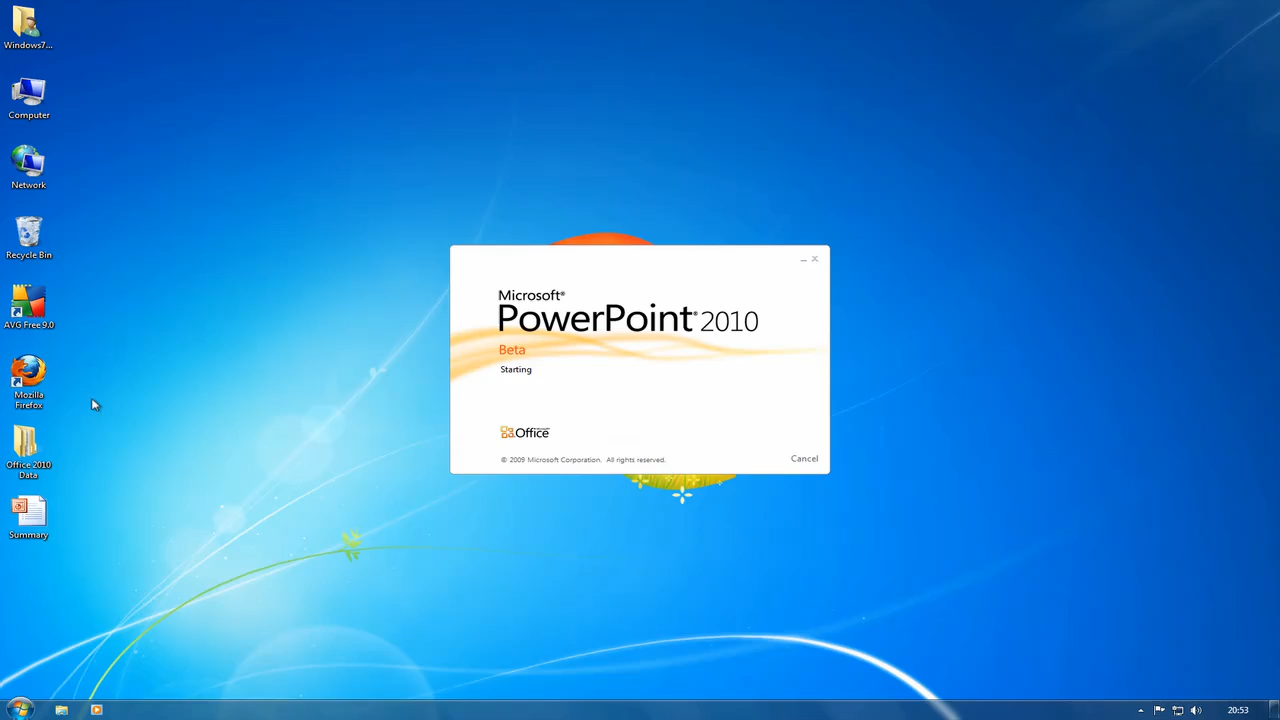 Windows7...
Computer
Network
Recycle Bin
AVG Free 9.0
Mozilla
Firefox
Office 2010
Data
Summary
Microsoft®
PowerPoint® 2010
Beta
Starting
Microsoft
Office
© 2009 Microsoft Corporation. All rights reserved.
Cancel
20:53